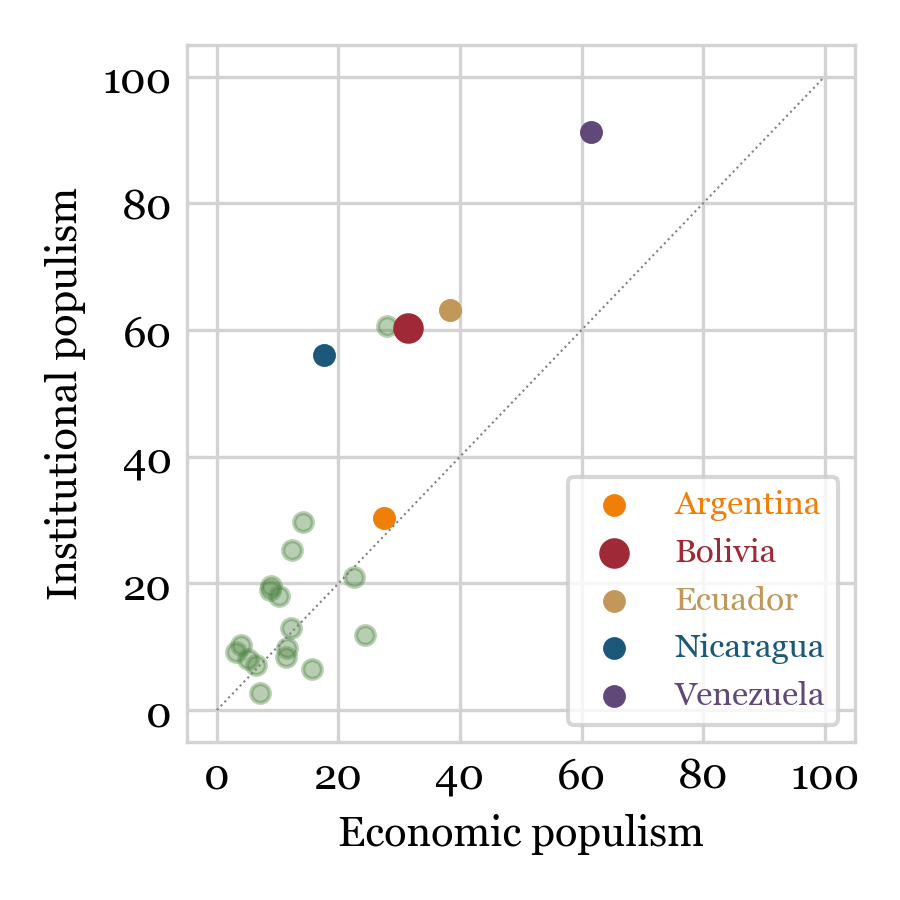 100
80
60
40
20
0
Institutional populism
Argentina
Bolivia
Ecuador
Nicaragua
Venezuela
0 20 40 60 80 100
Economic populism